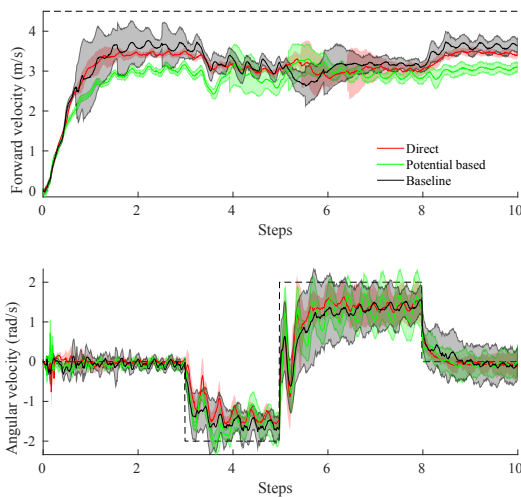 Forward velocity (m/s)
4
3
2
1
0
Direct
Potential based
Baseline
0 2 4 6 8 10
Steps
Angular velocity (rad/s)
2
1
0
-1
-2
0 2 4 6 8 10
Steps